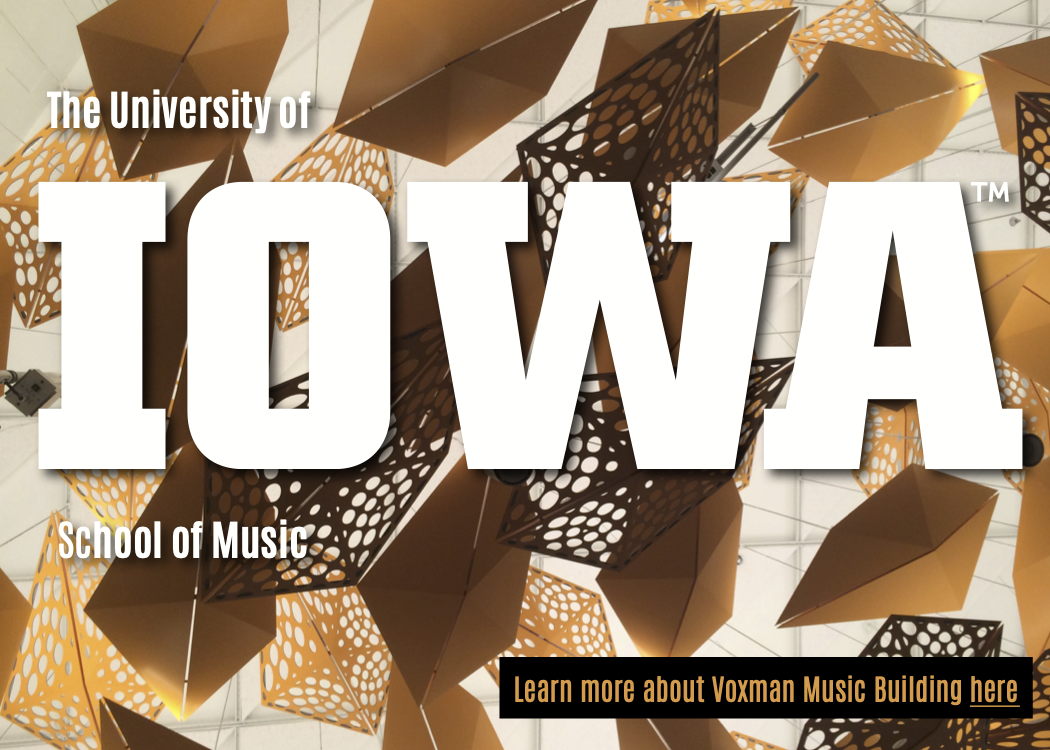 The University of
IOWA™
School of Music
Learn more about Voxman Music Building here